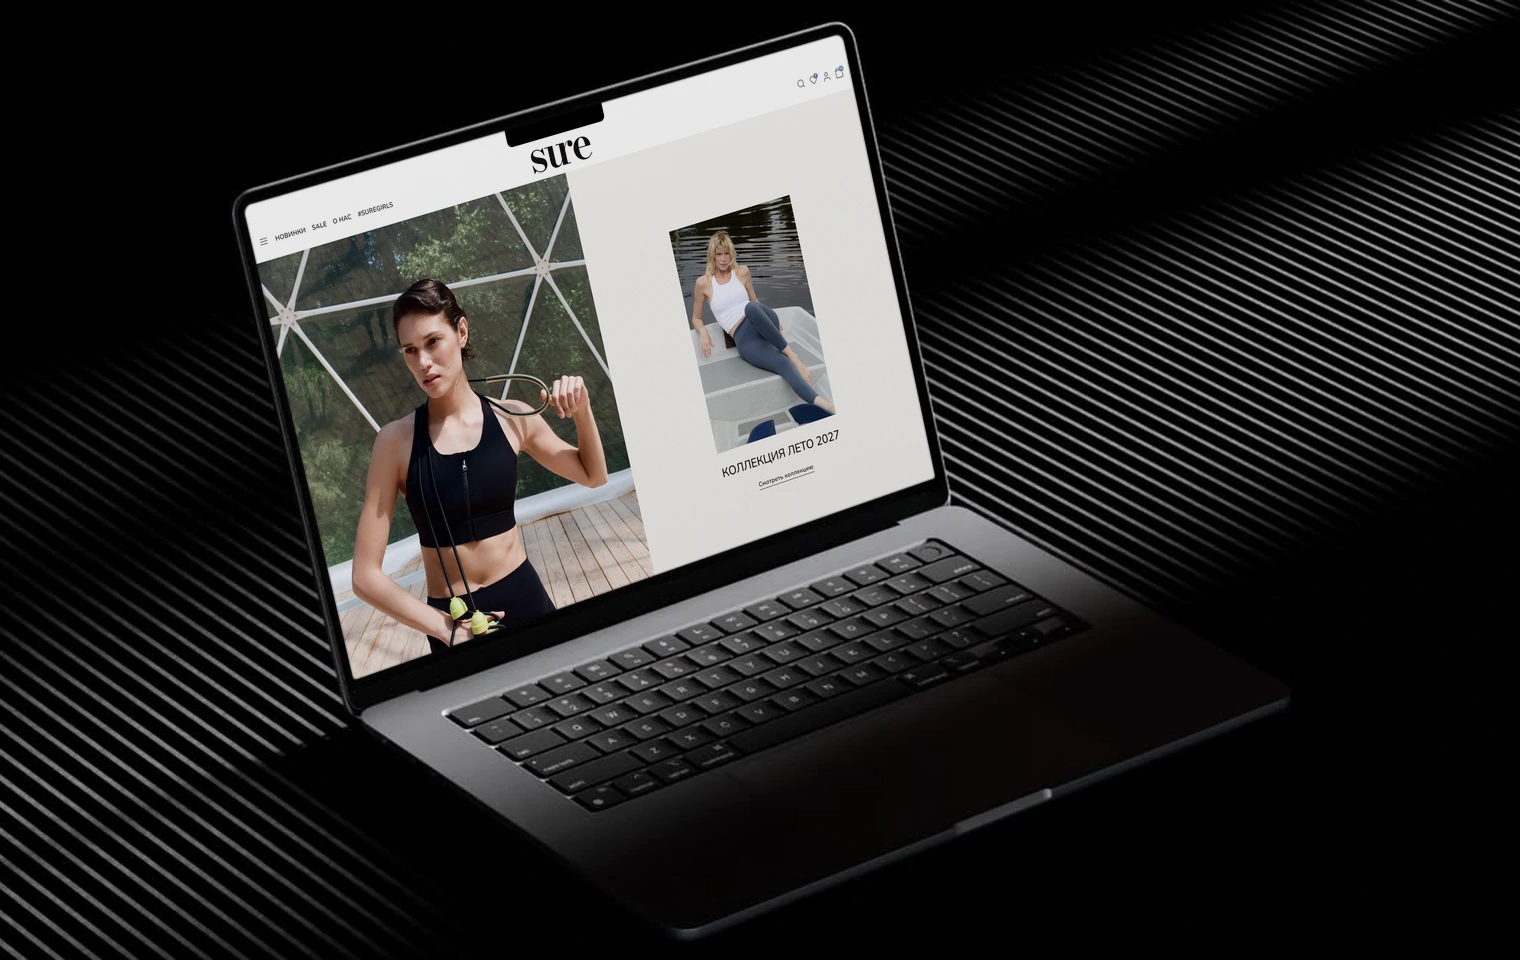 sure
НОВИНКИ SALE О НАС #SUREGIRLS
КОЛЛЕКЦИЯ ЛЕТО 2027
Смотреть коллекцию
Q W E R T Y U I O P
A S D F G H J K L
Z X C V B N M